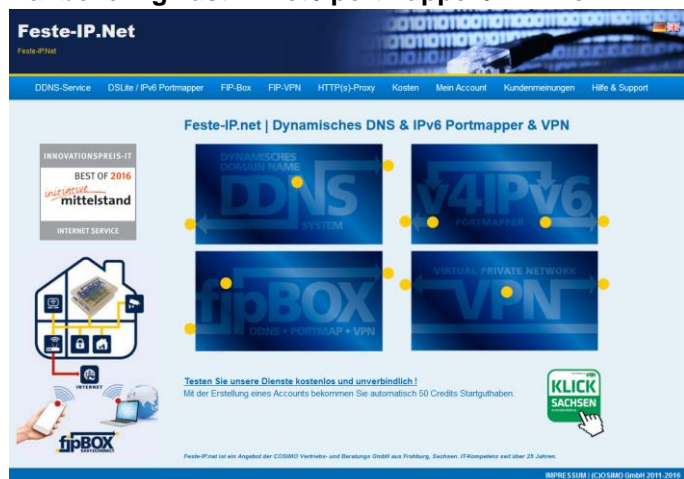 Feste-IP.Net
Feste-IP.Net
DDNS-Service DSLite / IPv6 Portmapper FIP-Box FIP-VPN HTTP(s)-Proxy Kosten Mein Account Kundenmeinungen Hilfe & Support
Feste-IP.net | Dynamisches DNS & IPv6 Portmapper & VPN
INNOVATIONSPREIS-IT
BEST OF 2016
initiative
mittelstand
INTERNET SERVICE
DYNAMISCHES
DOMAIN NAME
DDNS
SYSTEM
v4IPv6
PORTMAPPER
fipBOX
DDNS • PORTMAP • VPN
VIRTUAL PRIVATE NETWORK
VPN
INTERNET
fipBOX
Testen Sie unsere Dienste kostenlos und unverbindlich !
Mit der Erstellung eines Accounts bekommen Sie automatisch 50 Credits Startguthaben.
KLICK
SACHSEN
Feste-IP.net ist ein Angebot der COSIMO Vertriebs- und Beratungs GmbH aus Frohburg, Sachsen. IT-Kompetenz seit über 25 Jahren.
IMPRESSUM | (C)OSIMO GmbH 2011-2016